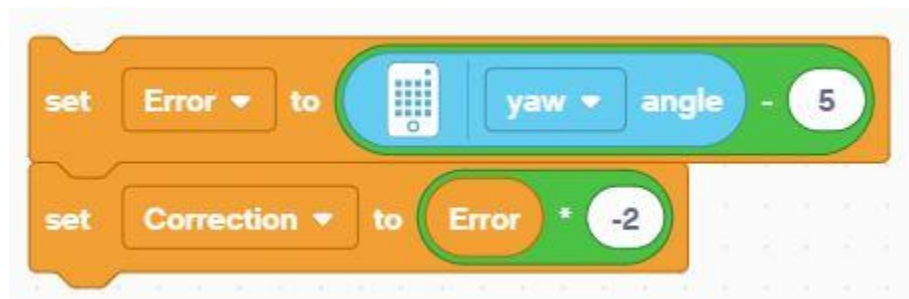 set Error to yaw angle - 5
set Correction to Error * -2